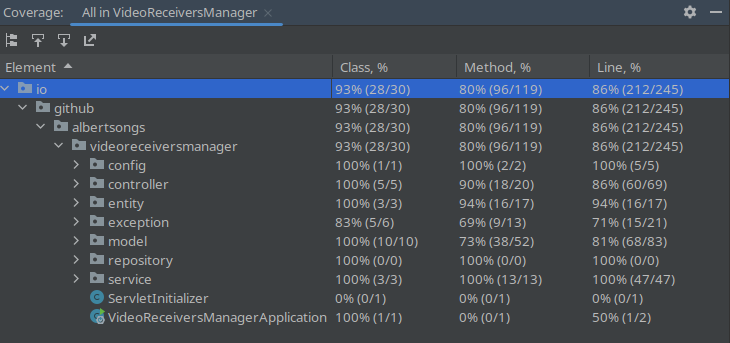 Coverage: All in VideoReceiversManager ×
Element Class, % Method, % Line, %
io 93% (28/30) 80% (96/119) 86% (212/245)
github 93% (28/30) 80% (96/119) 86% (212/245)
albertsongs 93% (28/30) 80% (96/119) 86% (212/245)
videoreceiversmanager 93% (28/30) 80% (96/119) 86% (212/245)
config 100% (1/1) 100% (2/2) 100% (5/5)
controller 100% (5/5) 90% (18/20) 86% (60/69)
entity 100% (3/3) 94% (16/17) 94% (16/17)
exception 83% (5/6) 69% (9/13) 71% (15/21)
model 100% (10/10) 73% (38/52) 81% (68/83)
repository 100% (0/0) 100% (0/0) 100% (0/0)
service 100% (3/3) 100% (13/13) 100% (47/47)
ServletInitializer 0% (0/1) 0% (0/1) 0% (0/1)
VideoReceiversManagerApplication 100% (1/1) 0% (0/1) 50% (1/2)